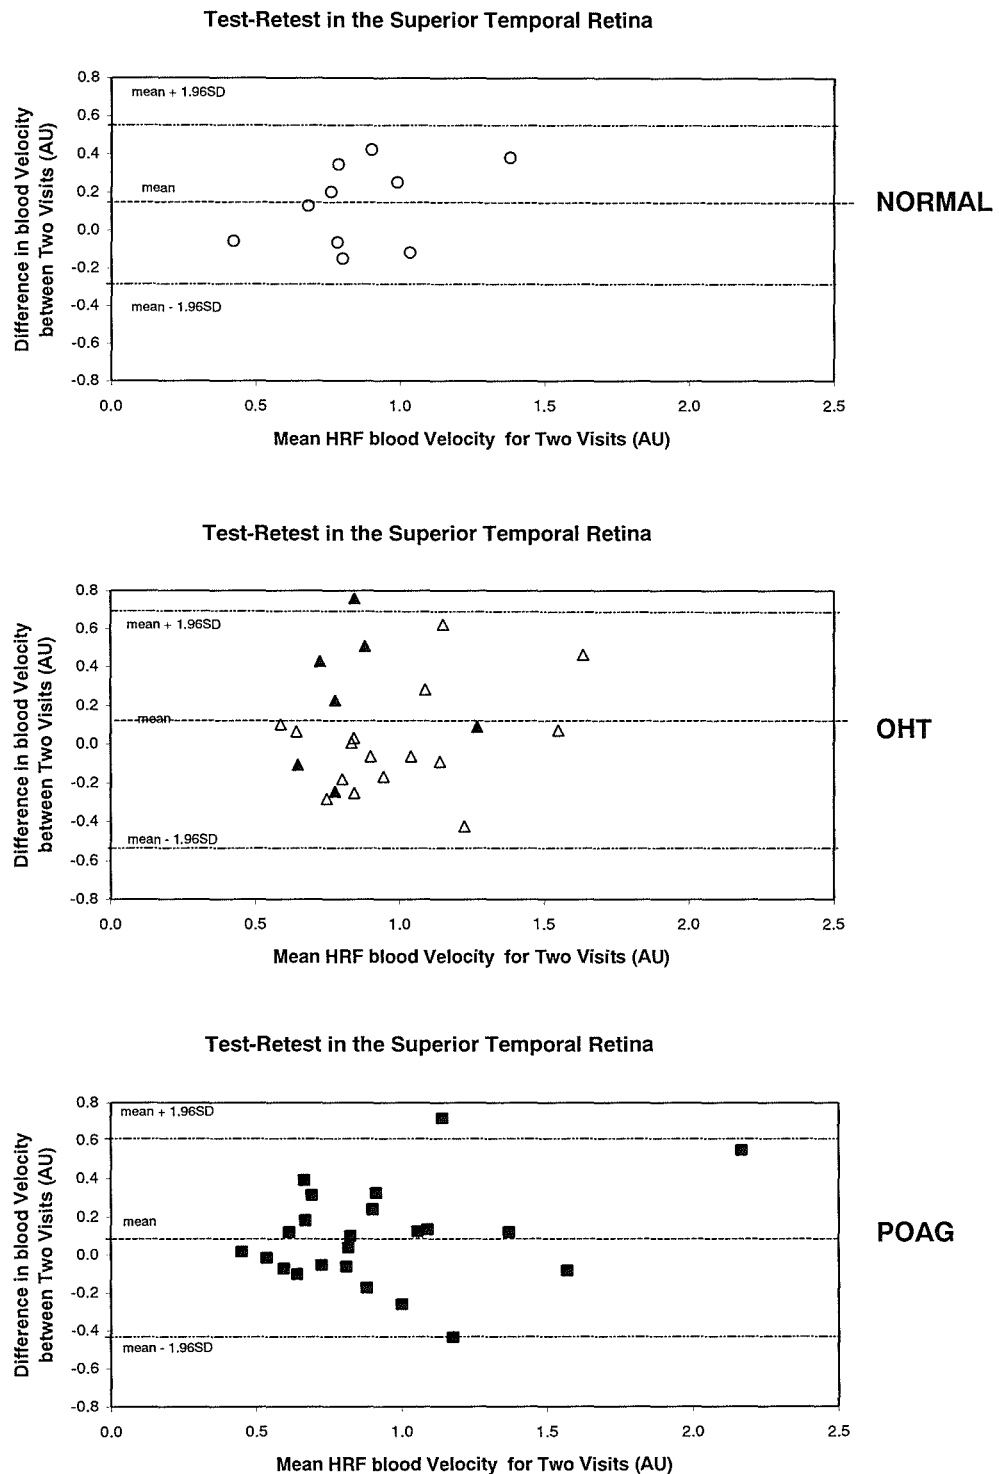 Test-Retest in the Superior Temporal Retina
Difference in blood Velocity
between Two Visits (AU)
0.8
0.6
0.4
0.2
0.0
-0.2
-0.4
-0.6
-0.8
mean + 1.96SD
mean
mean - 1.96SD
NORMAL
0.0 0.5 1.0 1.5 2.0 2.5
Mean HRF blood Velocity for Two Visits (AU)
Test-Retest in the Superior Temporal Retina
Difference in blood Velocity
between Two Visits (AU)
0.8
0.6
0.4
0.2
0.0
-0.2
-0.4
-0.6
-0.8
mean + 1.96SD
mean
mean - 1.96SD
OHT
0.0 0.5 1.0 1.5 2.0 2.5
Mean HRF blood Velocity for Two Visits (AU)
Test-Retest in the Superior Temporal Retina
Difference in blood Velocity
between Two Visits (AU)
0.8
0.6
0.4
0.2
0.0
-0.2
-0.4
-0.6
-0.8
mean + 1.96SD
mean
mean - 1.96SD
POAG
0.0 0.5 1.0 1.5 2.0 2.5
Mean HRF blood Velocity for Two Visits (AU)